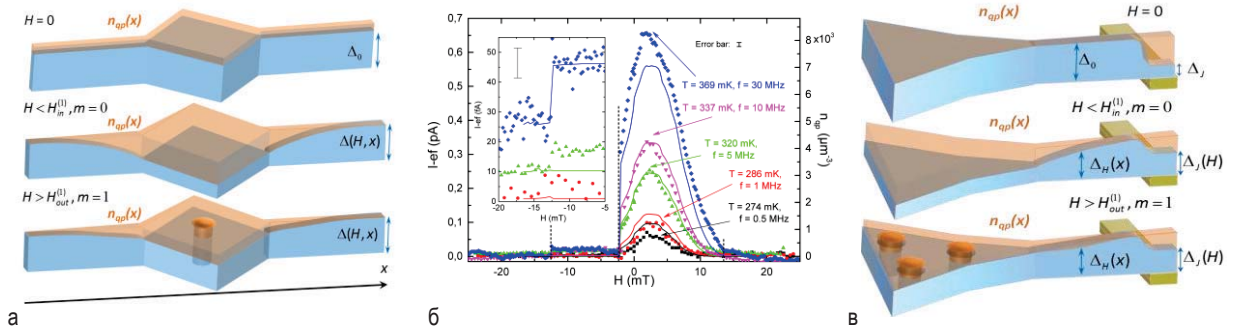 H = 0
n_qp(x)
Δ₀
H < H_in^(1), m = 0
n_qp(x)
Δ(H, x)
H > H_out^(1), m = 1
n_qp(x)
Δ(H, x)
x
а
I-ef (pA)
0,7
0,6
0,5
0,4
0,3
0,2
0,1
0,0
-20
-10
0
10
20
H (mT)
n_qp (μm⁻³)
8 x10³
7
6
5
4
3
2
1
0
Error bar:
T = 369 mK, f = 30 MHz
T = 337 mK, f = 10 MHz
T = 320 mK,
f = 5 MHz
T = 286 mK,
f = 1 MHz
T = 274 mK,
f = 0.5 MHz
I-ef (fA)
60
50
40
30
20
10
0
-20
-15
-10
-5
H (mT)
б
n_qp(x)
H = 0
Δ₀
Δ_J
H < H_in^(1), m = 0
n_qp(x)
Δ_H(x)
Δ_J(H)
H > H_out^(1), m = 1
n_qp(x)
Δ_H(x)
Δ_J(H)
в